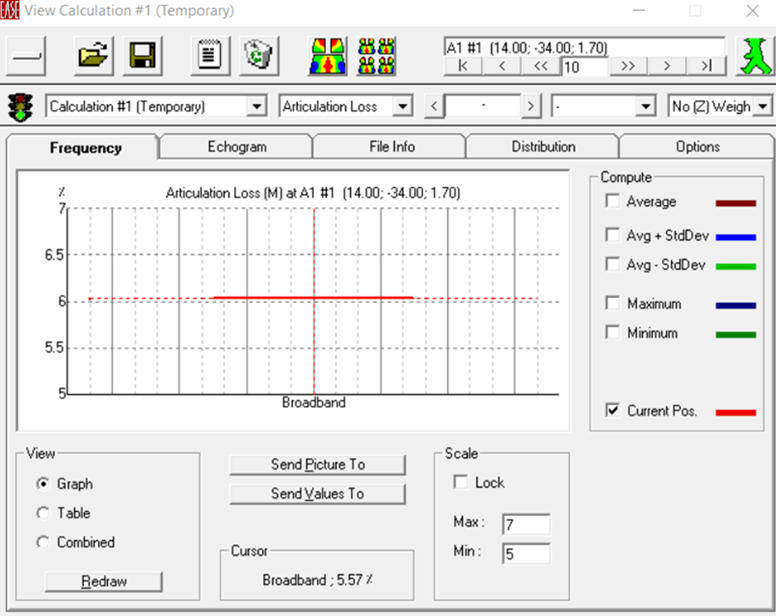 EASE View Calculation #1 (Temporary)
A1 #1 (14.00; -34.00; 1.70)
|< < << 10 >> > >|
Calculation #1 (Temporary) Articulation Loss < - > - No (Z) Weigh
Frequency Echogram File Info Distribution Options
% Articulation Loss (M) at A1 #1 (14.00; -34.00; 1.70)
7
6.5
6
5.5
5
Broadband
Compute
Average
Avg + StdDev
Avg - StdDev
Maximum
Minimum
Current Pos.
View
Graph
Table
Combined
Redraw
Send Picture To
Send Values To
Cursor
Broadband ; 5.57 %
Scale
Lock
Max : 7
Min : 5